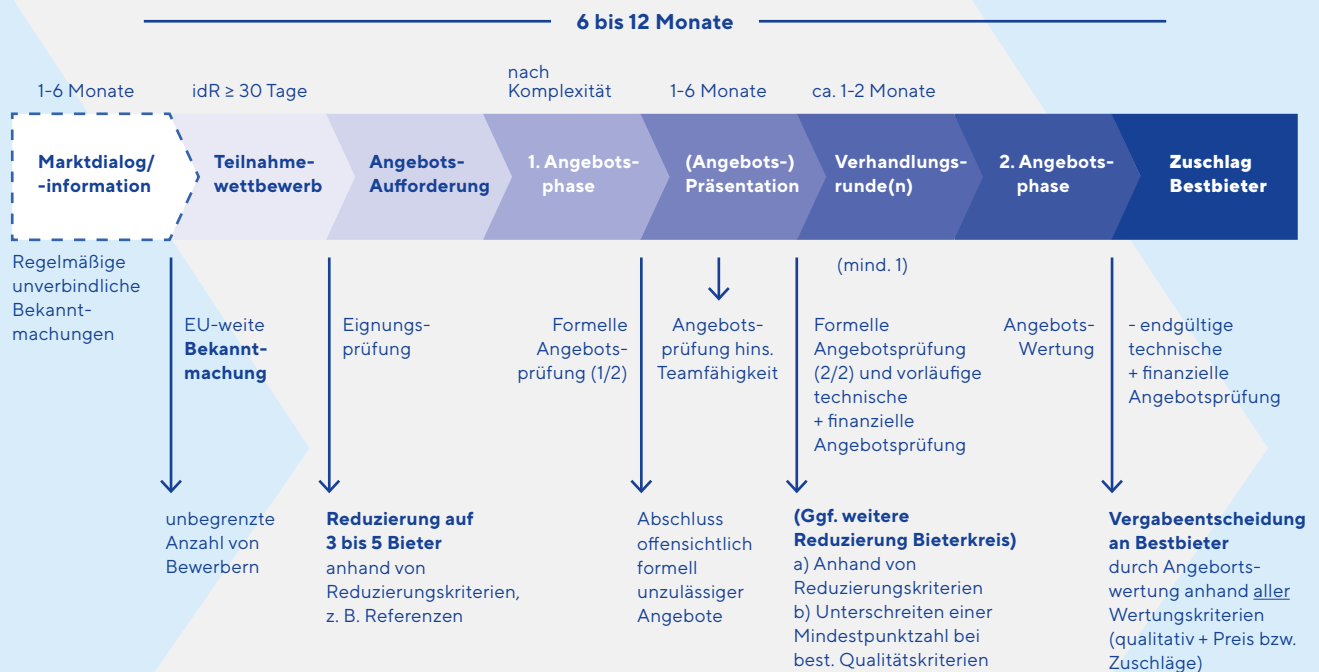 6 bis 12 Monate
1-6 Monate
idR ≥ 30 Tage
nach
Komplexität
1-6 Monate
ca. 1-2 Monate
Marktdialog/
-information
Teilnahme-
wettbewerb
Angebots-
Aufforderung
1. Angebots-
phase
(Angebots-)
Präsentation
Verhandlungs-
runde(n)
2. Angebots-
phase
Zuschlag
Bestbieter
Regelmäßige
unverbindliche
Bekannt-
machungen
EU-weite
Bekannt-
machung
Eignungs-
prüfung
Formelle
Angebots-
prüfung (1/2)
Angebots-
prüfung hins.
Teamfähigkeit
(mind. 1)
Formelle
Angebotsprüfung
(2/2) und vorläufige
technische
+ finanzielle
Angebotsprüfung
Angebots-
Wertung
- endgültige
technische
+ finanzielle
Angebotsprüfung
unbegrenzte
Anzahl von
Bewerbern
Reduzierung auf
3 bis 5 Bieter
anhand von
Reduzierungskriterien,
z. B. Referenzen
Abschluss
offensichtlich
formell
unzulässiger
Angebote
(Ggf. weitere
Reduzierung Bieterkreis)
a) Anhand von
Reduzierungskriterien
b) Unterschreiten einer
Mindestpunktzahl bei
best. Qualitätskriterien
Vergabeentscheidung
an Bestbieter
durch Angeborts-
wertung anhand aller
Wertungskriterien
(qualitativ + Preis bzw.
Zuschläge)